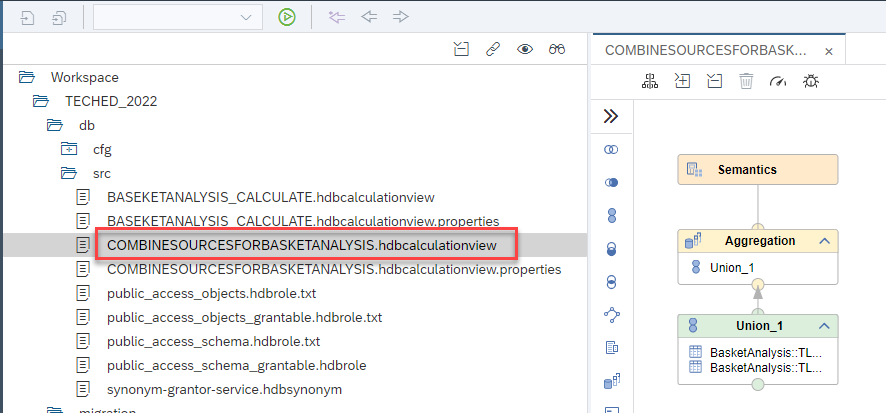 COMBINESOURCESFORBASK...
Workspace
TECHED_2022
db
cfg
src
BASEKETANALYSIS_CALCULATE.hdbcalculationview
BASEKETANALYSIS_CALCULATE.hdbcalculationview.properties
COMBINESOURCESFORBASKETANALYSIS.hdbcalculationview
COMBINESOURCESFORBASKETANALYSIS.hdbcalculationview.properties
public_access_objects.hdbrole.txt
public_access_objects_grantable.hdbrole.txt
public_access_schema.hdbrole.txt
public_access_schema_grantable.hdbrole
synonym-grantor-service.hdbsynonym
migration
Semantics
Aggregation
Union_1
Union_1
BasketAnalysis::TL...
BasketAnalysis::TL...